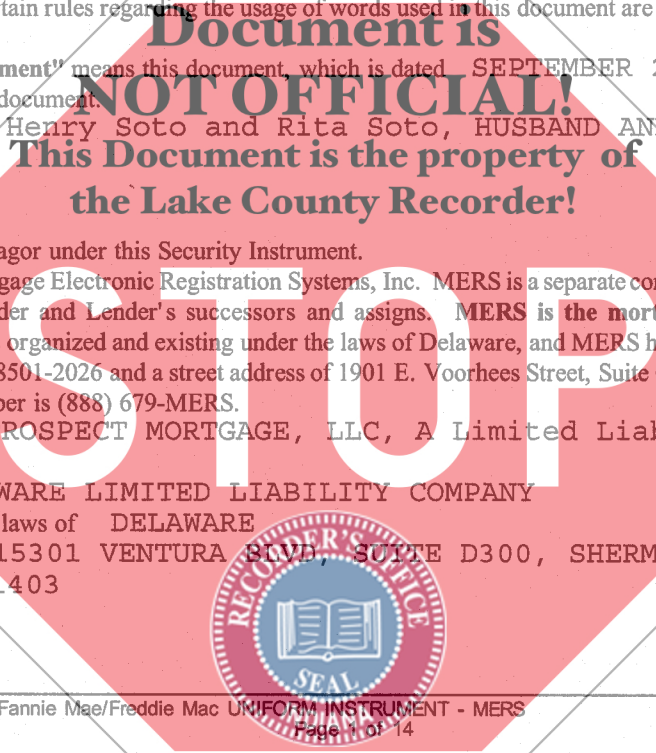 tain rules regarding the usage of words used in this document are
Document is
ment" means this document, which is dated SEPTEMBER 2
document.
NOT OFFICIAL!
Henry Soto and Rita Soto, HUSBAND AN
This Document is the property of
the Lake County Recorder!
agor under this Security Instrument.
gage Electronic Registration Systems, Inc. MERS is a separate cor
der and Lender's successors and assigns. MERS is the mort
organized and existing under the laws of Delaware, and MERS h
8501-2026 and a street address of 1901 E. Voorhees Street, Suite
ber is (888) 679-MERS.
STOP
ROSPECT MORTGAGE, LLC, A Limited Liab
WARE LIMITED LIABILITY COMPANY
laws of DELAWARE
15301 VENTURA BLVD, SUITE D300, SHERM
1403
RECORDER'S OFFICE
SEAL
INDIANA
Fannie Mae/Freddie Mac UNIFORM INSTRUMENT - MERS
Page 1 of 14